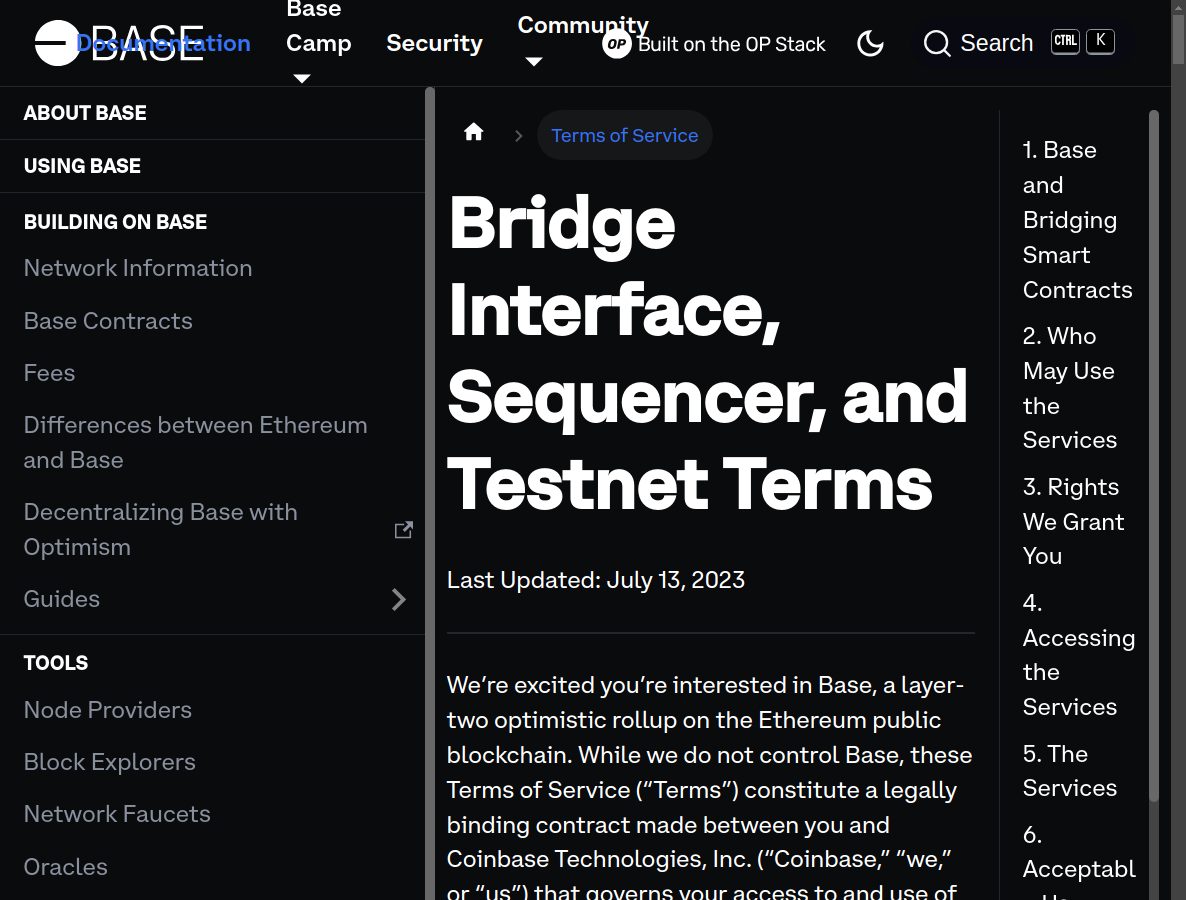 BASE
Documentation
Base
Camp
Security
Community
OP Built on the OP Stack
Search CTRL K
ABOUT BASE
USING BASE
BUILDING ON BASE
Network Information
Base Contracts
Fees
Differences between Ethereum
and Base
Decentralizing Base with
Optimism
Guides
TOOLS
Node Providers
Block Explorers
Network Faucets
Oracles
Terms of Service
Bridge
Interface,
Sequencer, and
Testnet Terms
Last Updated: July 13, 2023
We’re excited you’re interested in Base, a layer-
two optimistic rollup on the Ethereum public
blockchain. While we do not control Base, these
Terms of Service (“Terms”) constitute a legally
binding contract made between you and
Coinbase Technologies, Inc. (“Coinbase,” “we,”
or “us”) that governs your access to and use of
1. Base
and
Bridging
Smart
Contracts
2. Who
May Use
the
Services
3. Rights
We Grant
You
4.
Accessing
the
Services
5. The
Services
6.
Acceptabl